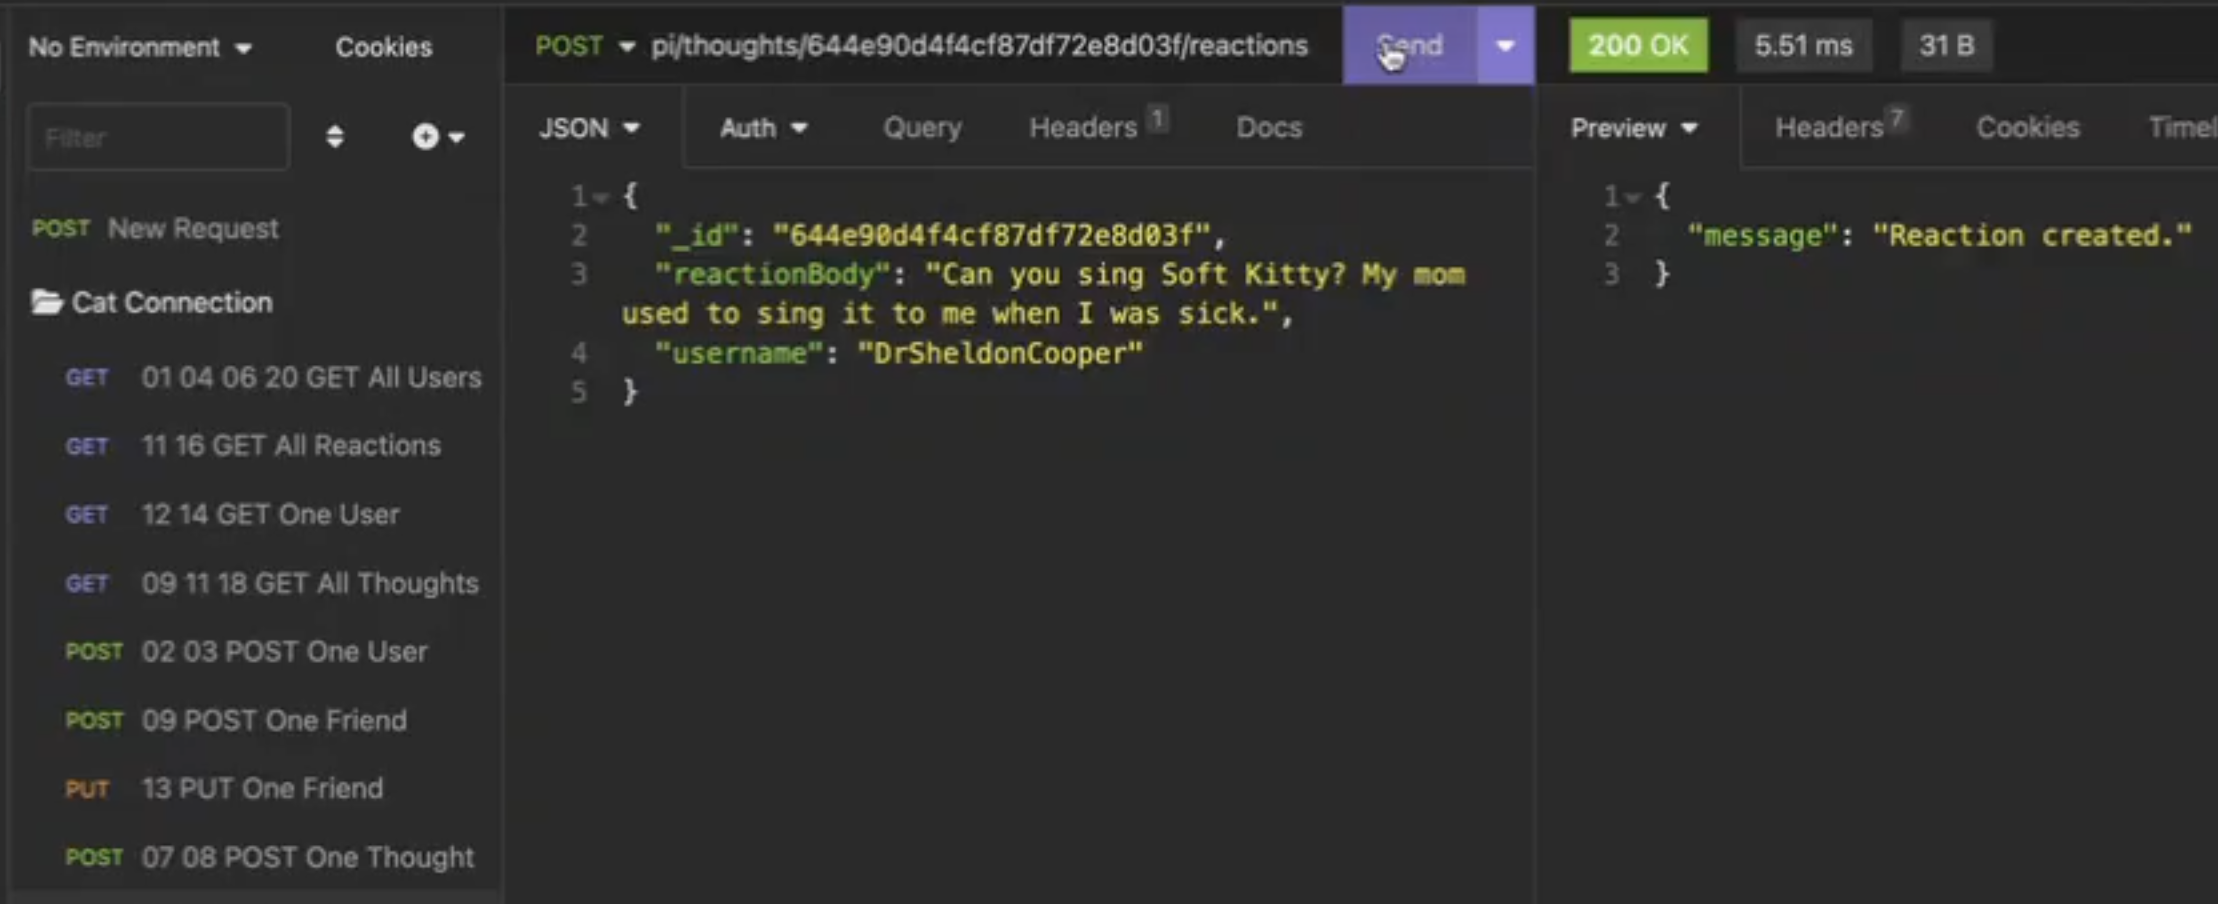 No Environment Cookies
Filter
POST New Request
Cat Connection
GET 01 04 06 20 GET All Users
GET 11 16 GET All Reactions
GET 12 14 GET One User
GET 09 11 18 GET All Thoughts
POST 02 03 POST One User
POST 09 POST One Friend
PUT 13 PUT One Friend
POST 07 08 POST One Thought
POST pi/thoughts/644e90d4f4cf87df72e8d03f/reactions Send
JSON Auth Query Headers 1 Docs
1 {
2 "_id": "644e90d4f4cf87df72e8d03f",
3 "reactionBody": "Can you sing Soft Kitty? My mom
used to sing it to me when I was sick.",
4 "username": "DrSheldonCooper"
5 }
200 OK 5.51 ms 31 B
Preview Headers 7 Cookies Timel
1 {
2 "message": "Reaction created."
3 }